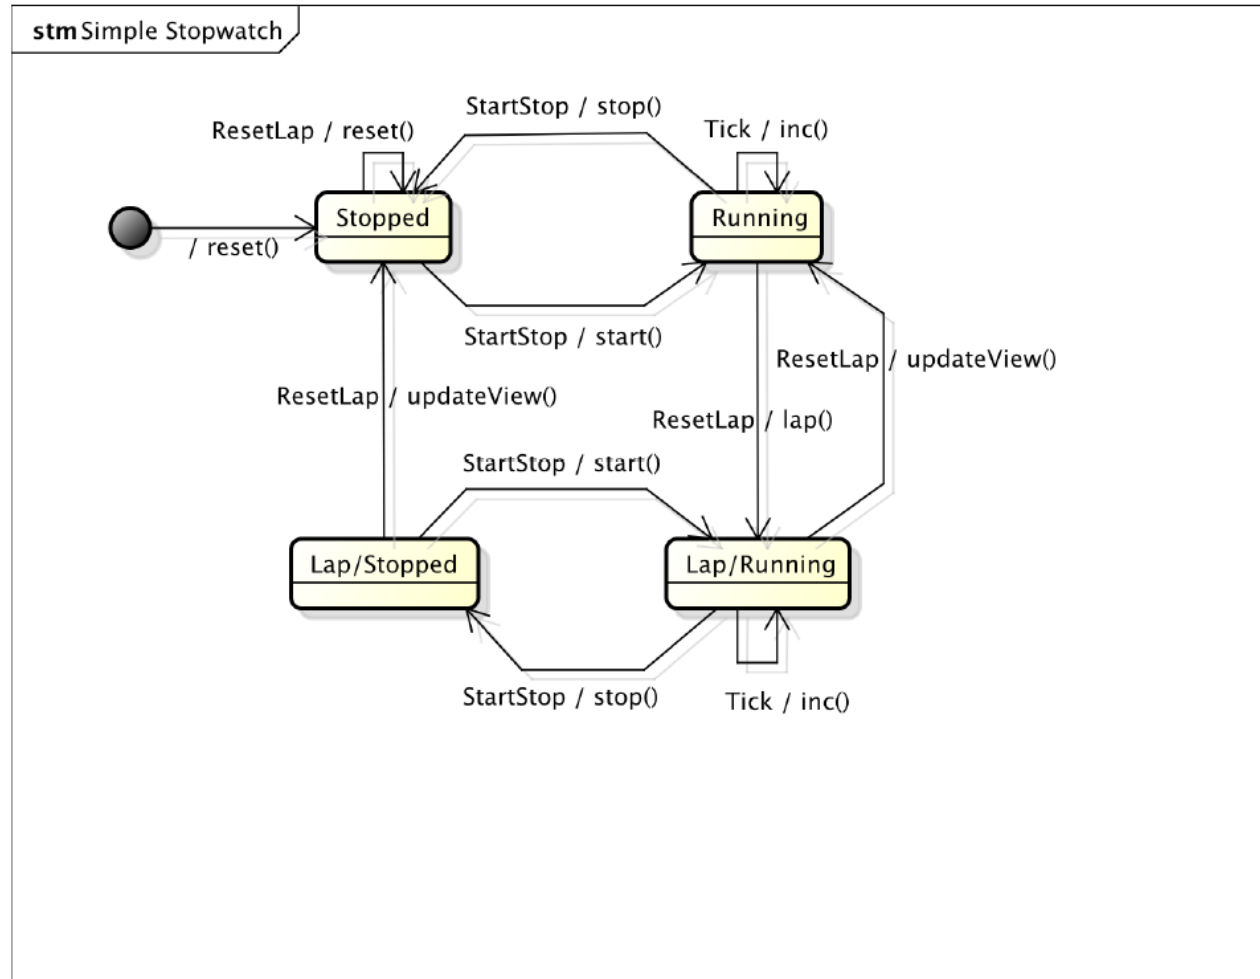 stm Simple Stopwatch
StartStop / stop()
ResetLap / reset()
Tick / inc()
Stopped
Running
/ reset()
StartStop / start()
ResetLap / updateView()
ResetLap / updateView()
ResetLap / lap()
StartStop / start()
Lap/Stopped
Lap/Running
StartStop / stop()
Tick / inc()